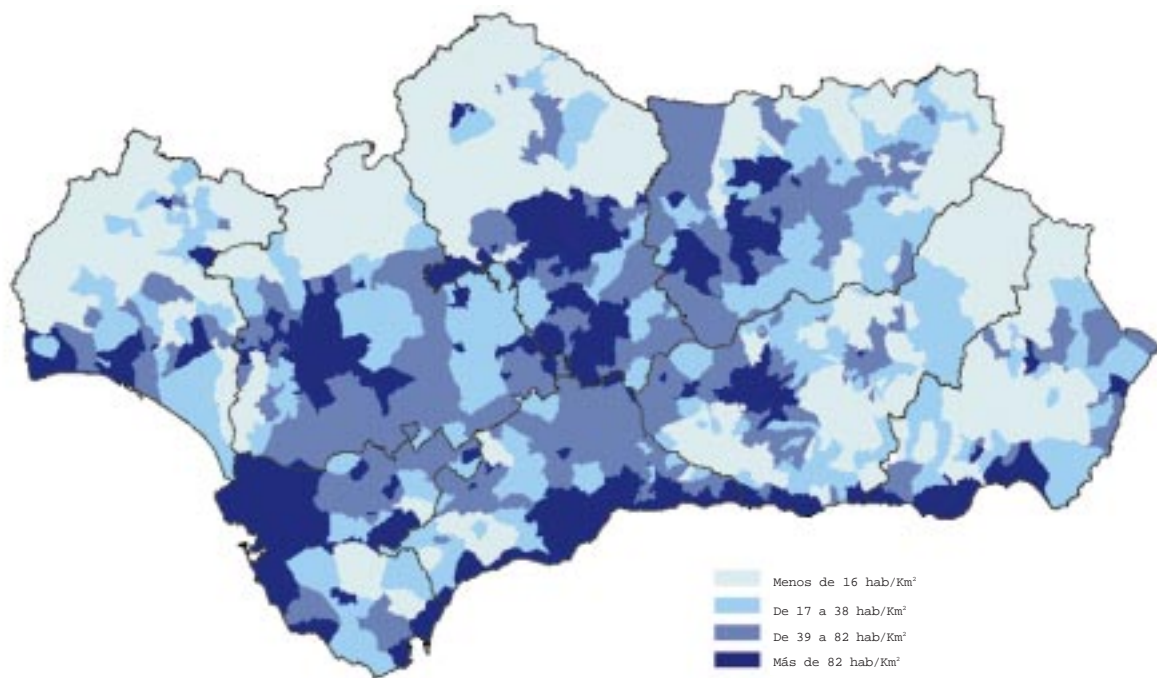 Menos de 16 hab/Km²
De 17 a 38 hab/Km²
De 39 a 82 hab/Km²
Más de 82 hab/Km²